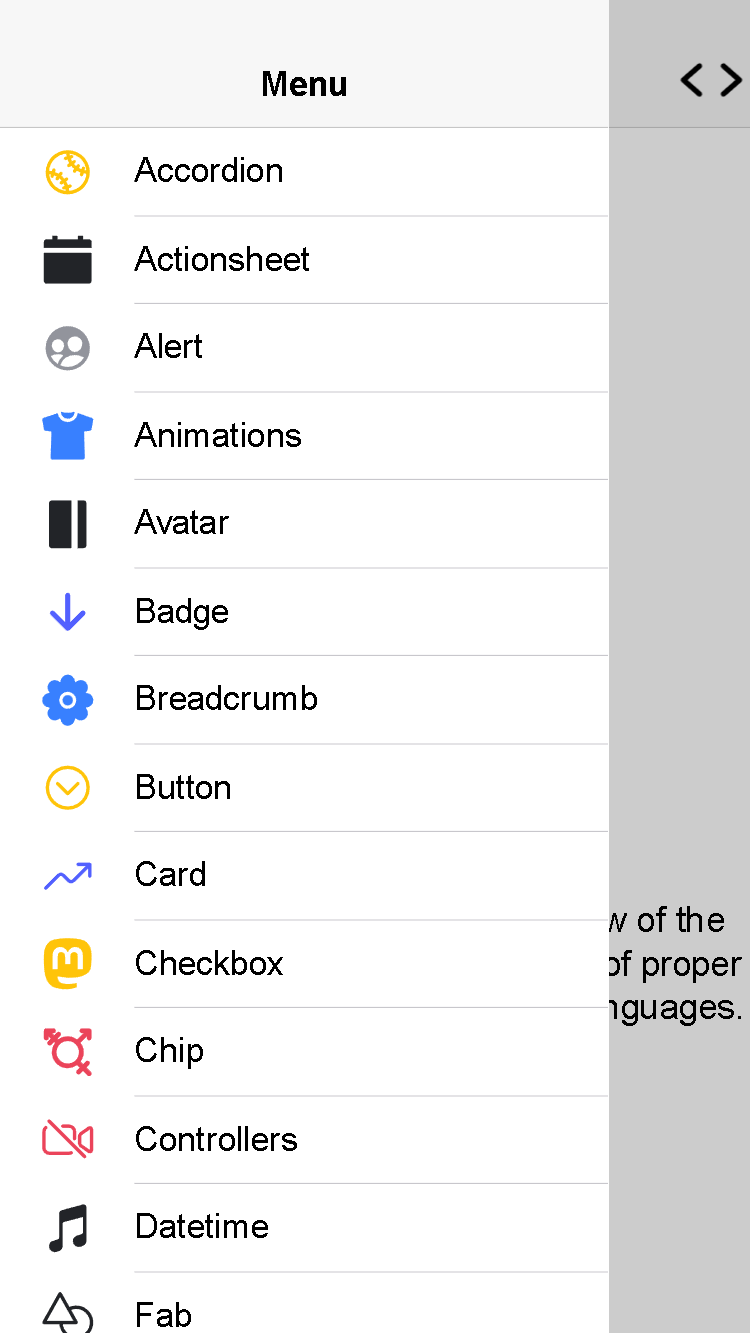 Menu
Accordion
Actionsheet
Alert
Animations
Avatar
Badge
Breadcrumb
Button
Card
Checkbox
Chip
Controllers
Datetime
Fab
of the
of proper